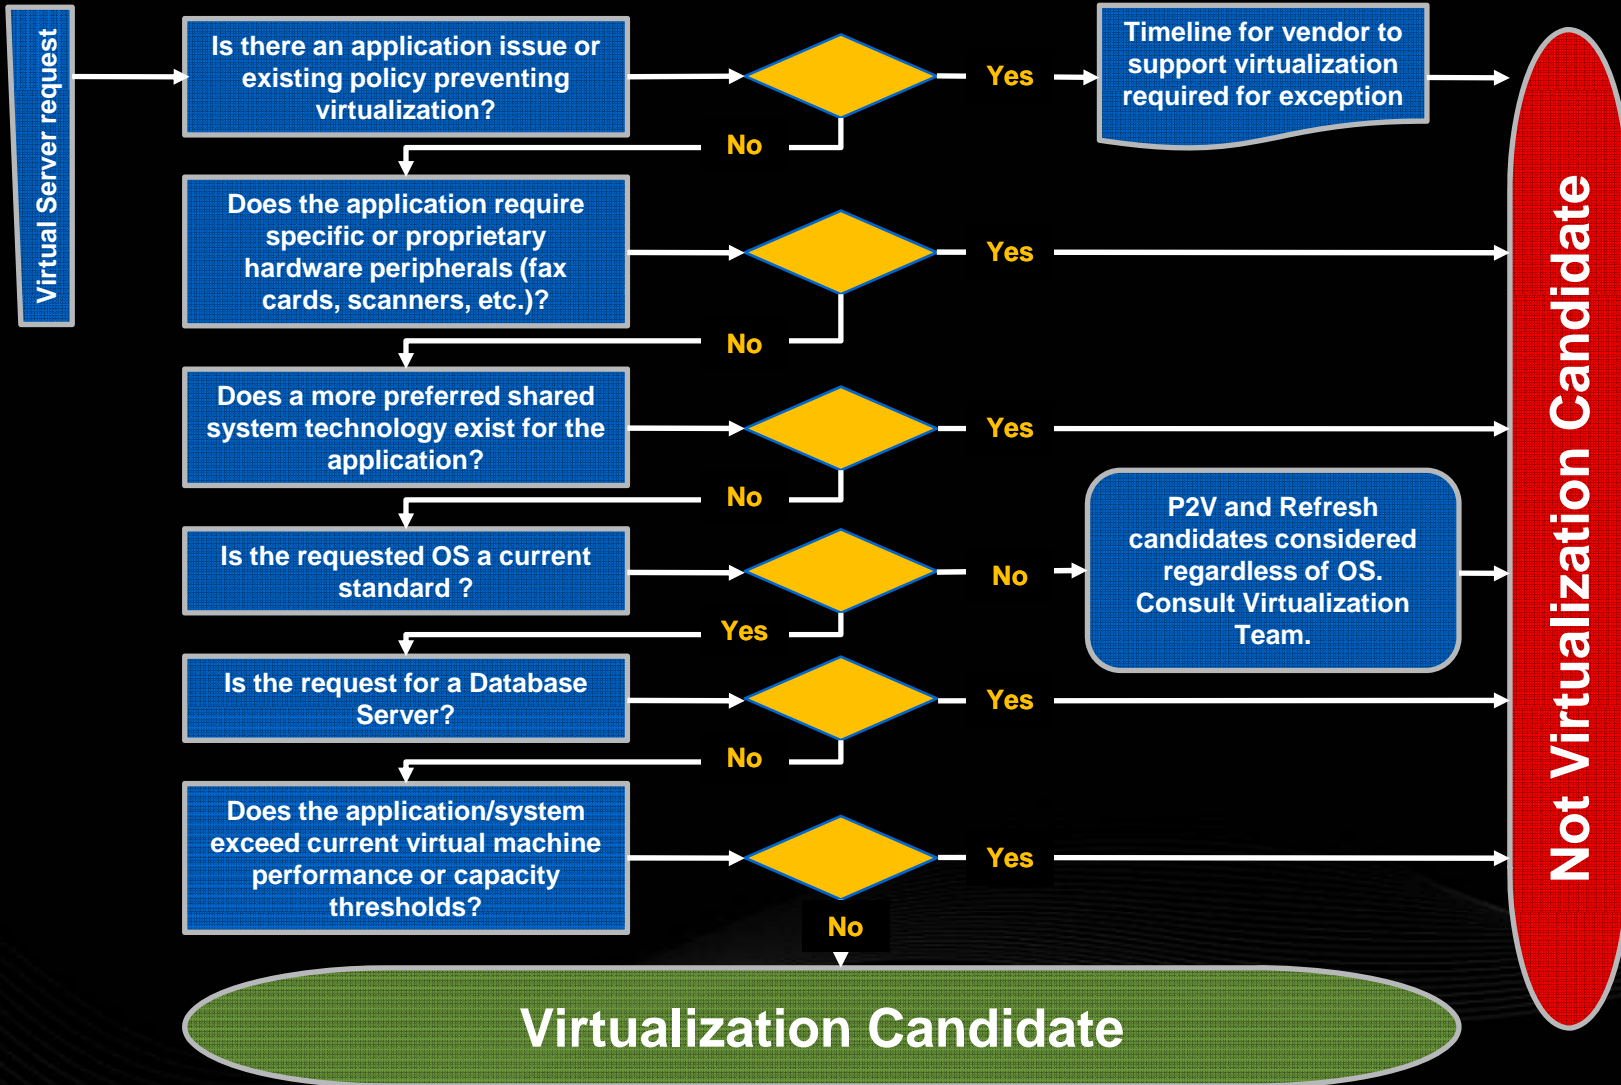 Virtual Server request
Is there an application issue or
existing policy preventing
virtualization?
Yes
Timeline for vendor to
support virtualization
required for exception
No
Does the application require
specific or proprietary
hardware peripherals (fax
cards, scanners, etc.)?
Yes
No
Does a more preferred shared
system technology exist for the
application?
Yes
No
Is the requested OS a current
standard ?
No
P2V and Refresh
candidates considered
regardless of OS.
Consult Virtualization
Team.
Yes
Is the request for a Database
Server?
Yes
No
Does the application/system
exceed current virtual machine
performance or capacity
thresholds?
Yes
No
Not Virtualization Candidate
Virtualization Candidate